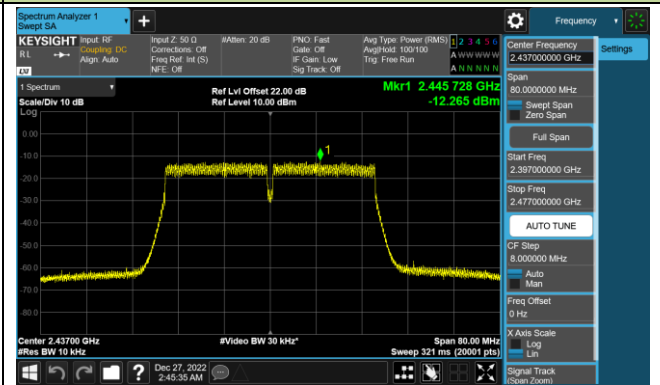 Spectrum Analyzer 1
Swept SA
Frequency
KEYSIGHT
RL
Input: RF
Coupling: DC
Align: Auto
Input Z: 50 Ω
Corrections: Off
Freq Ref: Int (S)
NFE: Off
#Atten: 20 dB
PNO: Fast
Gate: Off
IF Gain: Low
Sig Track: Off
Avg Type: Power (RMS)
Avg|Hold: 100/100
Trig: Free Run
1 2 3 4 5 6
A W W W W W
A N N N N N
1 Spectrum
Scale/Div 10 dB
Log
Ref Lvl Offset 22.00 dB
Ref Level 10.00 dBm
Mkr1 2.445 728 GHz
-12.265 dBm
1
0.00
-10.0
-20.0
-30.0
-40.0
-50.0
-60.0
-70.0
-80.0
Center 2.43700 GHz
#Res BW 10 kHz
#Video BW 30 kHz*
Span 80.00 MHz
Sweep 321 ms (20001 pts)
Dec 27, 2022
2:45:35 AM
Center Frequency
2.437000000 GHz
Settings
Span
80.0000000 MHz
Swept Span
Zero Span
Full Span
Start Freq
2.397000000 GHz
Stop Freq
2.477000000 GHz
AUTO TUNE
CF Step
8.000000 MHz
Auto
Man
Freq Offset
0 Hz
X Axis Scale
Log
Lin
Signal Track
(Span Zoom)